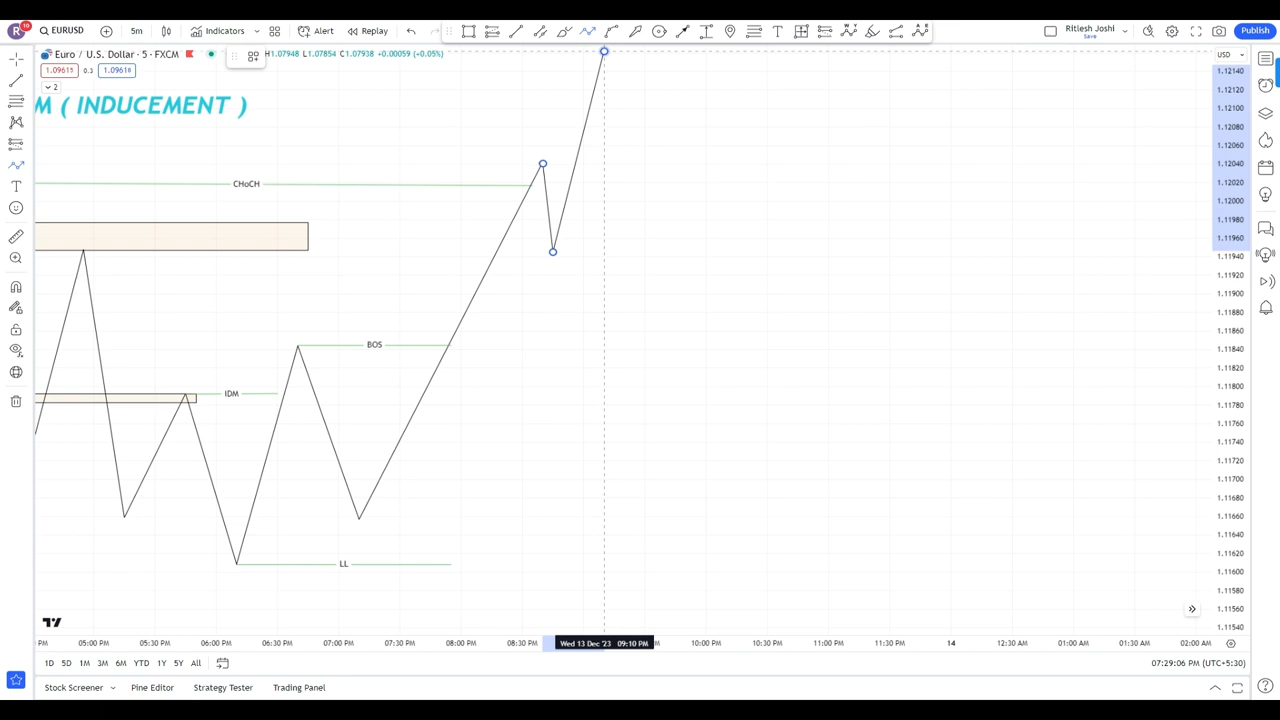 R 10 EURUSD 5m Indicators Alert Replay Ritesh Joshi Save Publish
Euro / U.S. Dollar · 5 · FXCM H1.07948 L1.07854 C1.07938 +0.00059 (+0.05%) USD
1.09615 0.3 1.09618
2
M ( INDUCEMENT )
CHoCH
BOS
IDM
LL
1.12140
1.12120
1.12100
1.12080
1.12060
1.12040
1.12020
1.12000
1.11980
1.11960
1.11940
1.11920
1.11900
1.11880
1.11860
1.11840
1.11820
1.11800
1.11780
1.11760
1.11740
1.11720
1.11700
1.11680
1.11660
1.11640
1.11620
1.11600
1.11580
1.11560
1.11540
PM 05:00 PM 05:30 PM 06:00 PM 06:30 PM 07:00 PM 07:30 PM 08:00 PM 08:30 PM Wed 13 Dec '23 09:10 PM M 10:00 PM 10:30 PM 11:00 PM 11:30 PM 14 12:30 AM 01:00 AM 01:30 AM 02:00 AM
1D 5D 1M 3M 6M YTD 1Y 5Y All 07:29:06 PM (UTC+5:30)
Stock Screener Pine Editor Strategy Tester Trading Panel